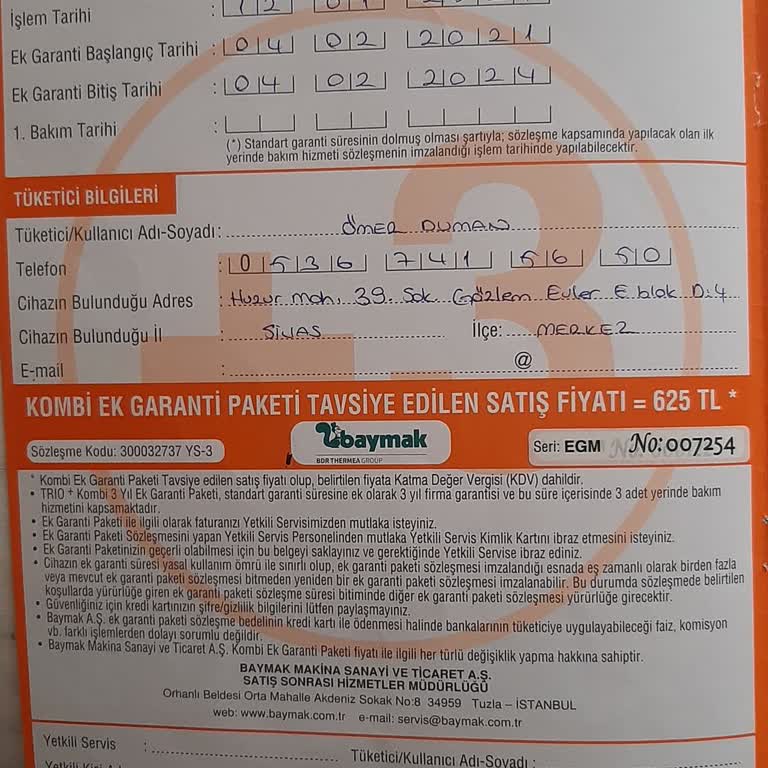 İşlem Tarihi : 12 01
Ek Garanti Başlangıç Tarihi : 04 02 2021
Ek Garanti Bitiş Tarihi : 04 02 2024
1. Bakım Tarihi :
(*) Standart garanti süresinin dolmuş olması şartıyla; sözleşme kapsamında yapılacak olan ilk
yerinde bakım hizmeti sözleşmenin imzalandığı işlem tarihinde yapılabilecektir.
+3
TÜKETİCİ BİLGİLERİ
Tüketici/Kullanıcı Adı-Soyadı: ÖMER DUMAN
Telefon : 0536 741 56 50
Cihazın Bulunduğu Adres : Huzur mah. 39. Sok Gözlem Evler E blok D:4
Cihazın Bulunduğu İl : SİVAS İlçe: MERKEZ
E-mail : @
KOMBİ EK GARANTİ PAKETİ TAVSİYE EDİLEN SATIŞ FİYATI = 625 TL *
Sözleşme Kodu: 300032737 YS-3
baymak
BDR THERMEA GROUP
Seri: EGM No: 007254
* Kombi Ek Garanti Paketi Tavsiye edilen satış fiyatı olup, belirtilen fiyata Katma Değer Vergisi (KDV) dahildir.
• TRIO + Kombi 3 Yıl Ek Garanti Paketi, standart garanti süresine ek olarak 3 yıl firma garantisi ve bu süre içerisinde 3 adet yerinde bakım
hizmetini kapsamaktadır.
• Ek Garanti Paketi ile ilgili olarak faturanızı Yetkili Servisimizden mutlaka isteyiniz.
• Ek Garanti Paketi Sözleşmesini yapan Yetkili Servis Personelinden mutlaka Yetkili Servis Kimlik Kartını ibraz etmesini isteyiniz.
• Ek Garanti Paketinizin geçerli olabilmesi için bu belgeyi saklayınız ve gerektiğinde Yetkili Servise ibraz ediniz.
• Cihazın ek garanti süresi yasal kullanım ömrü ile sınırlı olup, ek garanti paketi sözleşmesi imzalandığı esnada eş zamanlı olarak birden fazla
veya mevcut ek garanti paketi sözleşmesi bitmeden yeniden bir ek garanti paketi sözleşmesi imzalanabilir. Bu durumda sözleşmede belirtilen
koşullarda yürürlüğe giren ek garanti paketi sözleşme süresi bitiminde diğer ek garanti paketi sözleşmesi yürürlüğe girecektir.
• Güvenliğiniz için kredi kartınızın şifre/gizlilik bilgilerini lütfen paylaşmayınız.
• Baymak A.Ş. ek garanti paketi sözleşme bedelinin kredi kartı ile ödenmesi halinde bankalarının tüketiciye uygulayabileceği faiz, komisyon
vb. farklı işlemlerden dolayı sorumlu değildir.
• Baymak Makina Sanayi ve Ticaret A.Ş. Kombi Ek Garanti Paketi fiyatı ile ilgili her türlü değişiklik yapma hakkına sahiptir.
BAYMAK MAKİNA SANAYİ VE TİCARET A.Ş.
SATIŞ SONRASI HİZMETLER MÜDÜRLÜĞÜ
Orhanlı Beldesi Orta Mahalle Akdeniz Sokak No:8 34959 Tuzla – İSTANBUL
web: www.baymak.com.tr e-mail: servis@baymak.com.tr
Yetkili Servis :
Tüketici/Kullanıcı Adı-Soyadı: